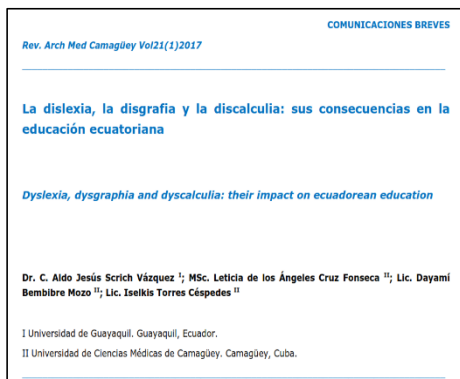 COMUNICACIONES BREVES
Rev. Arch Med Camagüey Vol21(1)2017
La dislexia, la disgrafia y la discalculia: sus consecuencias en la
educación ecuatoriana
Dyslexia, dysgraphia and dyscalculia: their impact on ecuadorean education
Dr. C. Aldo Jesús Scrich Vázquez I; MSc. Leticia de los Ángeles Cruz Fonseca II; Lic. Dayamí
Bembibre Mozo II; Lic. Iselkis Torres Céspedes II
I Universidad de Guayaquil. Guayaquil, Ecuador.
II Universidad de Ciencias Médicas de Camagüey. Camagüey, Cuba.